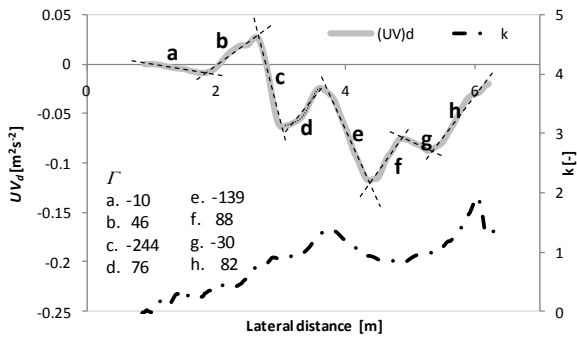 0.05
0
-0.05
-0.1
-0.15
-0.2
-0.25
UV_d [m²s⁻²]
5
4
3
2
1
0
k [-]
0 2 4 6
Lateral distance [m]
(UV)d k
a
b
c
d
e
f
g
h
Γ
a. -10 e. -139
b. 46 f. 88
c. -244 g. -30
d. 76 h. 82